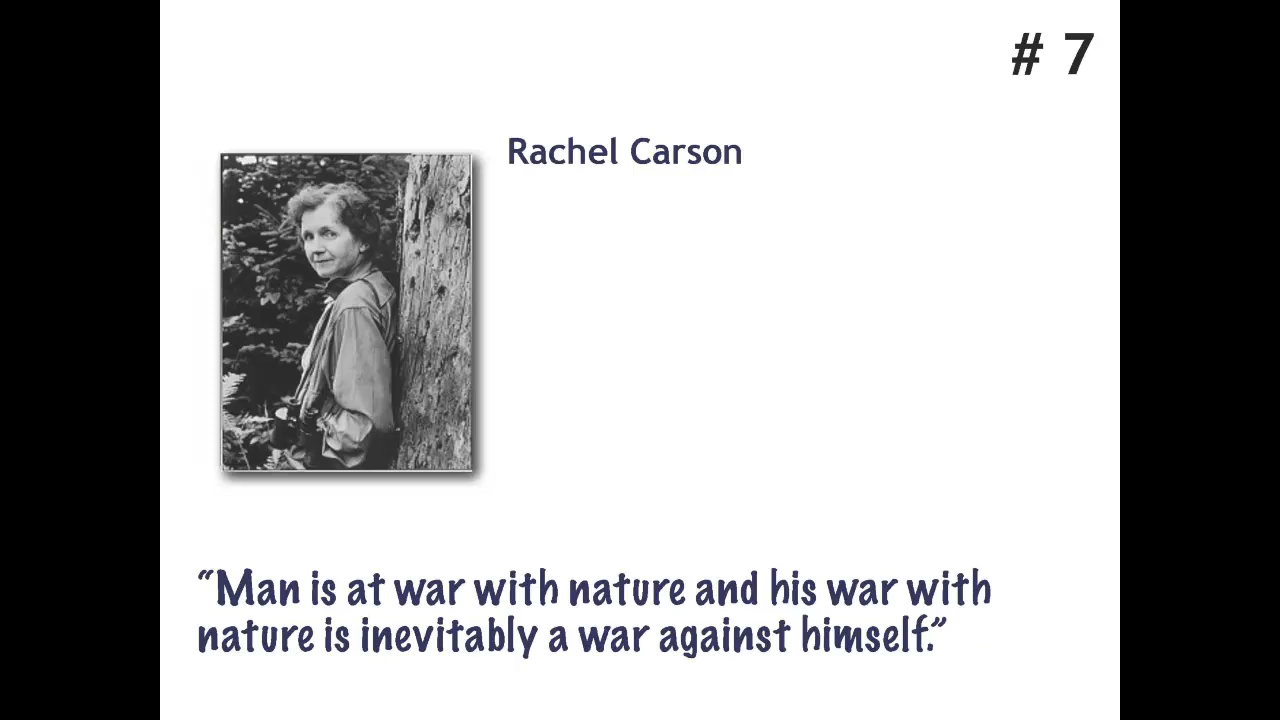 # 7
Rachel Carson
“Man is at war with nature and his war with
nature is inevitably a war against himself.”